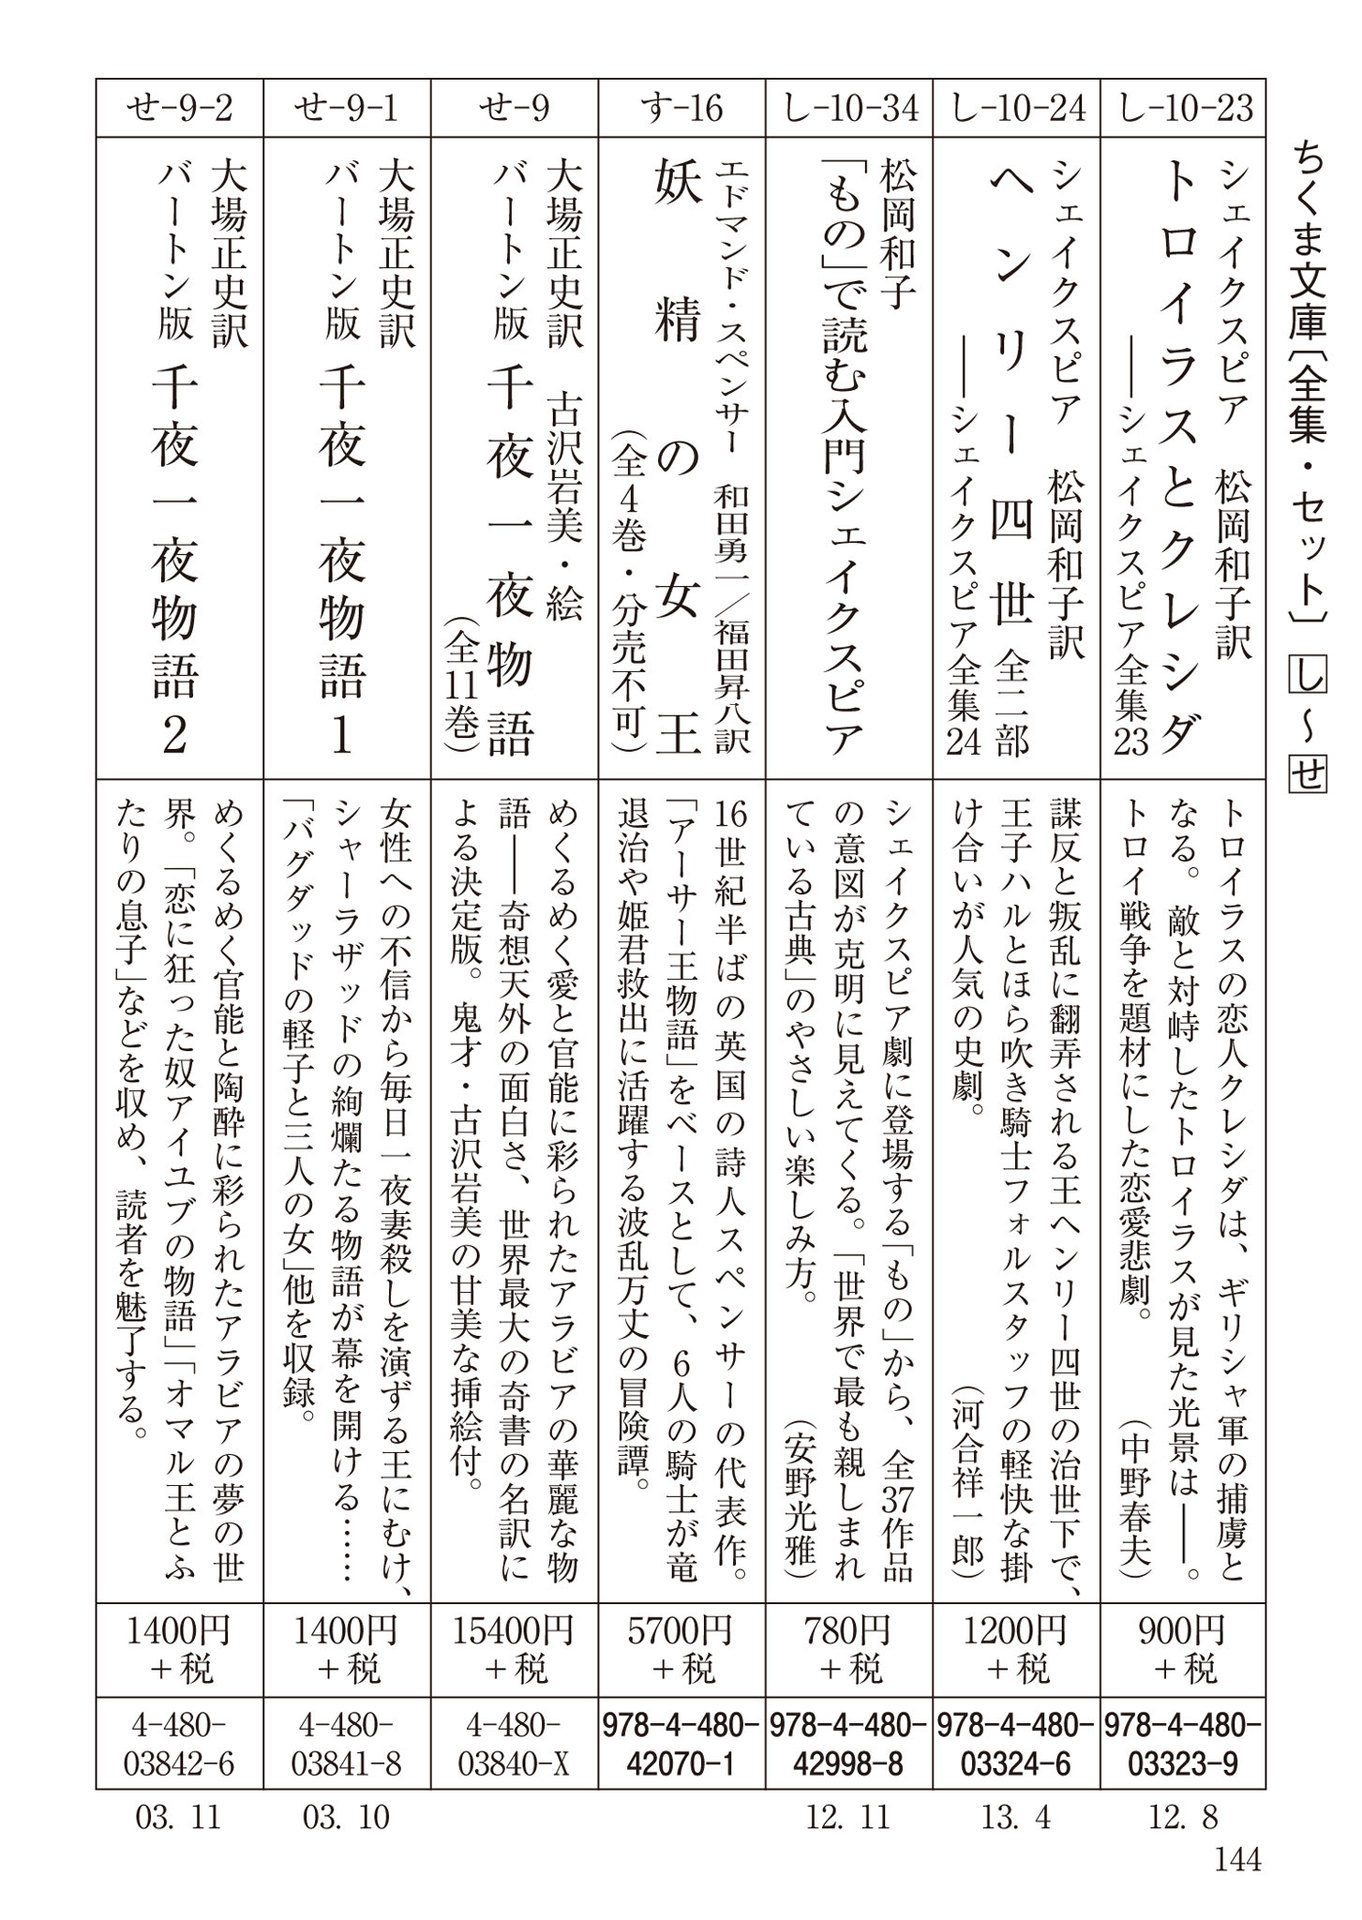 ちくま文庫〔全集・セット〕 し〜せ
し-10-23
シェイクスピア　松岡和子訳
トロイラスとクレシダ
――シェイクスピア全集23
トロイラスの恋人クレシダは、ギリシャ軍の捕虜と
なる。敵と対峙したトロイラスが見た光景は――。
トロイ戦争を題材にした恋愛悲劇。　（中野春夫）
900円
＋税
978-4-480-
03323-9
12. 8
し-10-24
シェイクスピア　松岡和子訳
ヘンリー四世 全二部
――シェイクスピア全集24
謀反と叛乱に翻弄される王ヘンリー四世の治世下で、
王子ハルとほら吹き騎士フォルスタッフの軽快な掛
け合いが人気の史劇。　（河合祥一郎）
1200円
＋税
978-4-480-
03324-6
13. 4
し-10-34
松岡和子
「もの」で読む入門シェイクスピア
シェイクスピア劇に登場する「もの」から、全37作品
の意図が克明に見えてくる。「世界で最も親しまれ
ている古典」のやさしい楽しみ方。　（安野光雅）
780円
＋税
978-4-480-
42998-8
12. 11
す-16
エドマンド・スペンサー　和田勇一／福田昇八訳
妖精の女王
（全4巻・分売不可）
16世紀半ばの英国の詩人スペンサーの代表作。
「アーサー王物語」をベースとして、6人の騎士が竜
退治や姫君救出に活躍する波乱万丈の冒険譚。
5700円
＋税
978-4-480-
42070-1
せ-9
大場正史訳　古沢岩美・絵
バートン版 千夜一夜物語
（全11巻）
めくるめく愛と官能に彩られたアラビアの華麗な物
語――奇想天外の面白さ、世界最大の奇書の名訳に
よる決定版。鬼才・古沢岩美の甘美な挿絵付。
15400円
＋税
4-480-
03840-X
せ-9-1
大場正史訳
バートン版 千夜一夜物語 1
女性への不信から毎日一夜妻殺しを演ずる王にむけ、
シャーラザッドの絢爛たる物語が幕を開ける……
「バグダッドの軽子と三人の女」他を収録。
1400円
＋税
4-480-
03841-8
03. 10
せ-9-2
大場正史訳
バートン版 千夜一夜物語 2
めくるめく官能と陶酔に彩られたアラビアの夢の世
界。「恋に狂った奴アイユブの物語」「オマル王とふ
たりの息子」などを収め、読者を魅了する。
1400円
＋税
4-480-
03842-6
03. 11
144